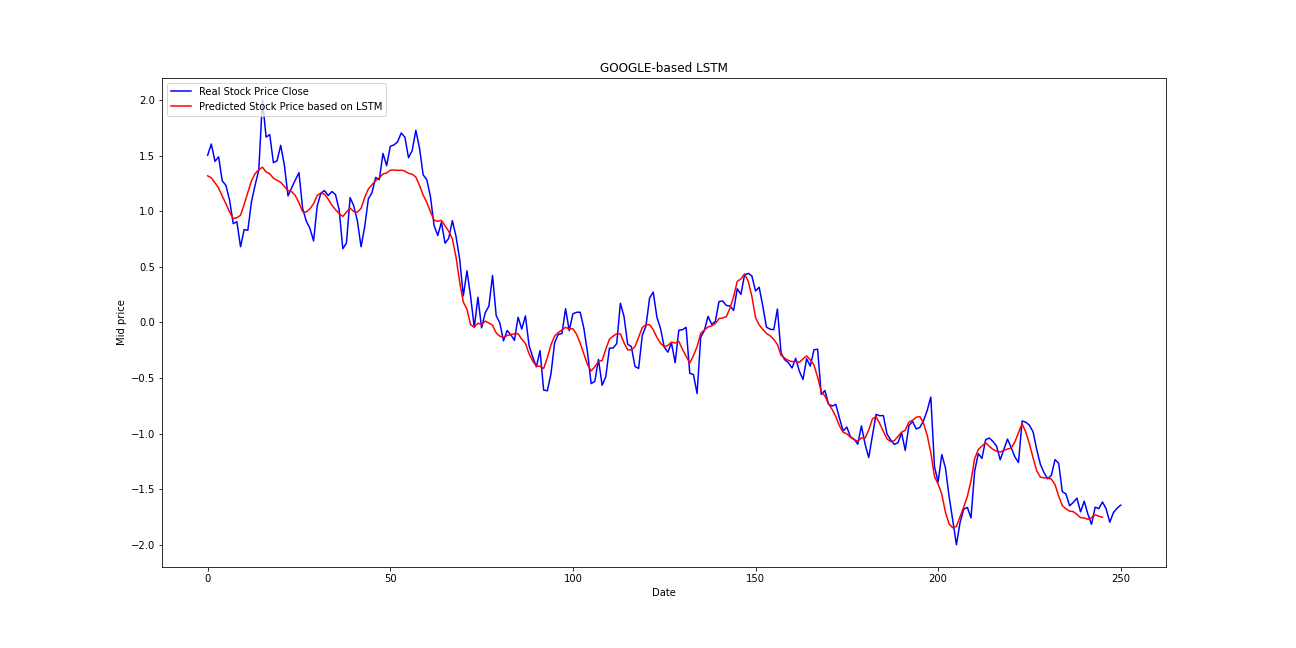 GOOGLE-based LSTM
Real Stock Price Close
Predicted Stock Price based on LSTM
Mid price
2.0
1.5
1.0
0.5
0.0
−0.5
−1.0
−1.5
−2.0
0 50 100 150 200 250
Date